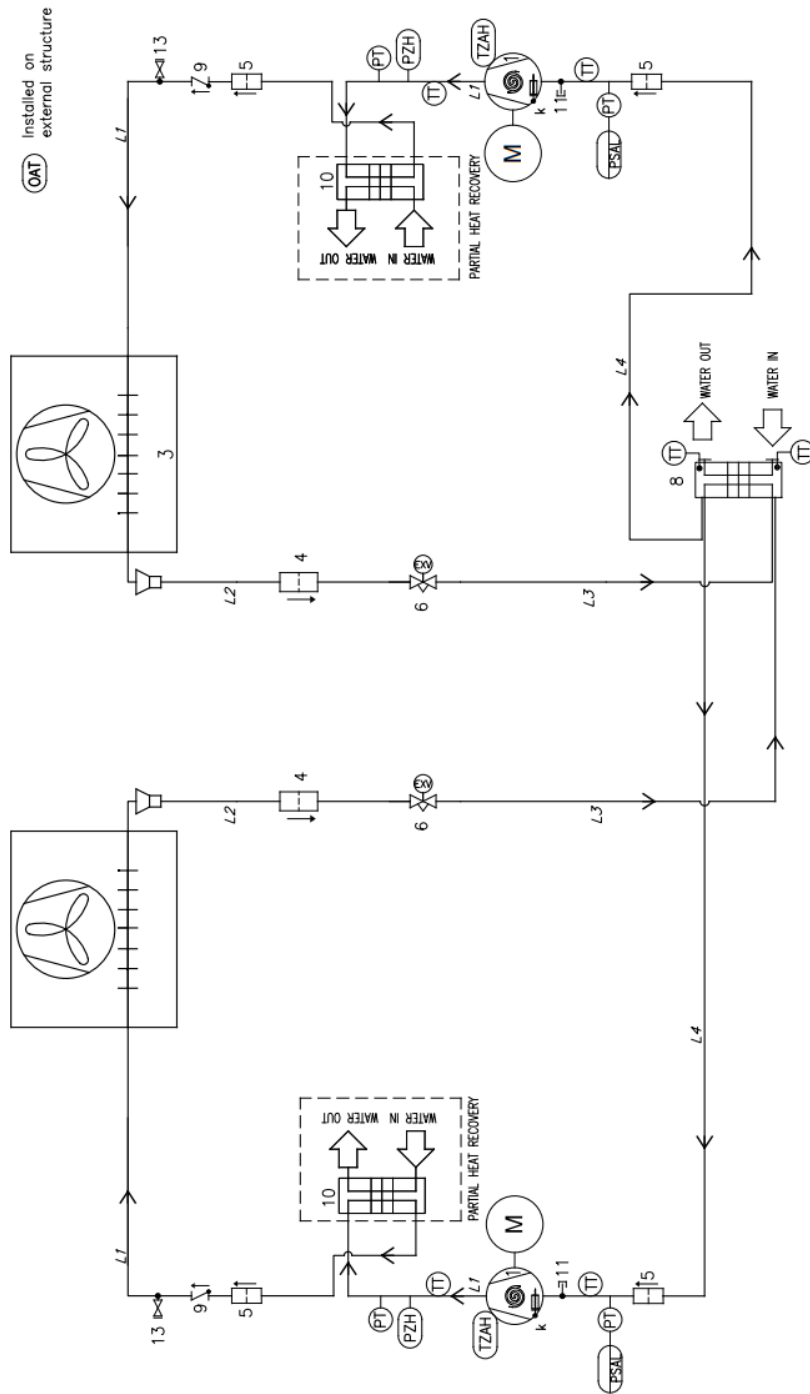 OAT
Installed on
external structure
L1
L1
13
9
5
3
13
9
5
L2
4
EXV
6
L3
L2
4
EXV
6
L3
10
WATER OUT
WATER IN
PARTIAL HEAT RECOVERY
10
WATER OUT
WATER IN
PARTIAL HEAT RECOVERY
PT
PZH
TT
L1
TZAH
1
M
k
11
TT
PT
PSAL
5
PT
PZH
TT
L1
TZAH
1
M
k
11
TT
PT
PSAL
5
L4
L4
8
TT
TT
WATER OUT
WATER IN